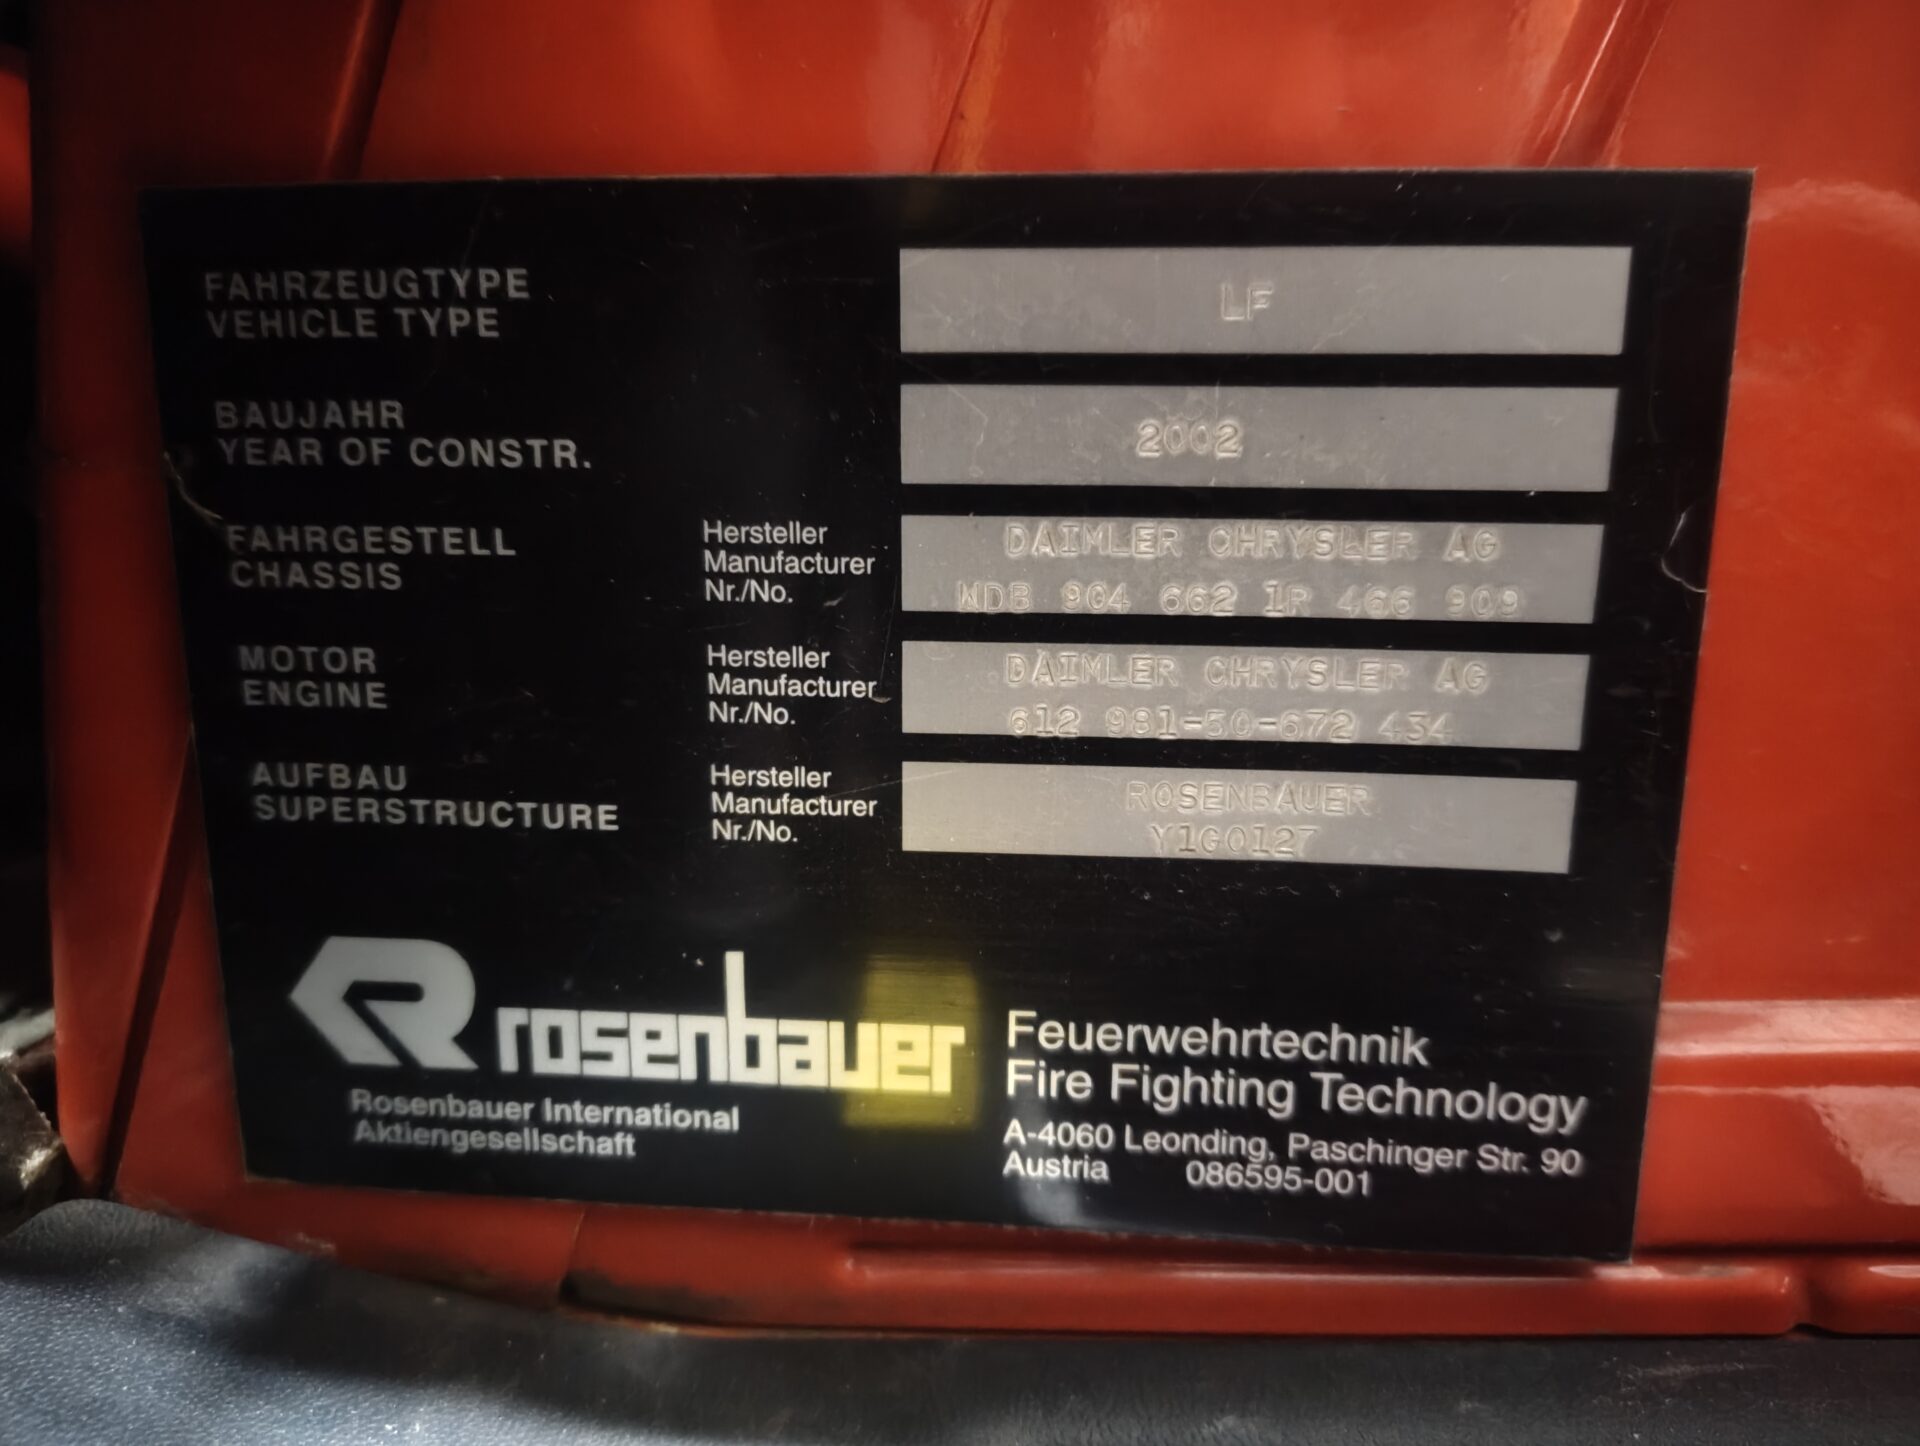 FAHRZEUGTYPE
VEHICLE TYPE
LF
BAUJAHR
YEAR OF CONSTR.
2002
FAHRGESTELL
CHASSIS
Hersteller
Manufacturer
Nr./No.
DAIMLER CHRYSLER AG
WDB 904 662 1R 466 909
MOTOR
ENGINE
Hersteller
Manufacturer
Nr./No.
DAIMLER CHRYSLER AG
612 981-50-672 434
AUFBAU
SUPERSTRUCTURE
Hersteller
Manufacturer
Nr./No.
ROSENBAUER
Y1G0127
R rosenbauer
Rosenbauer International
Aktiengesellschaft
Feuerwehrtechnik
Fire Fighting Technology
A-4060 Leonding, Paschinger Str. 90
Austria 086595-001